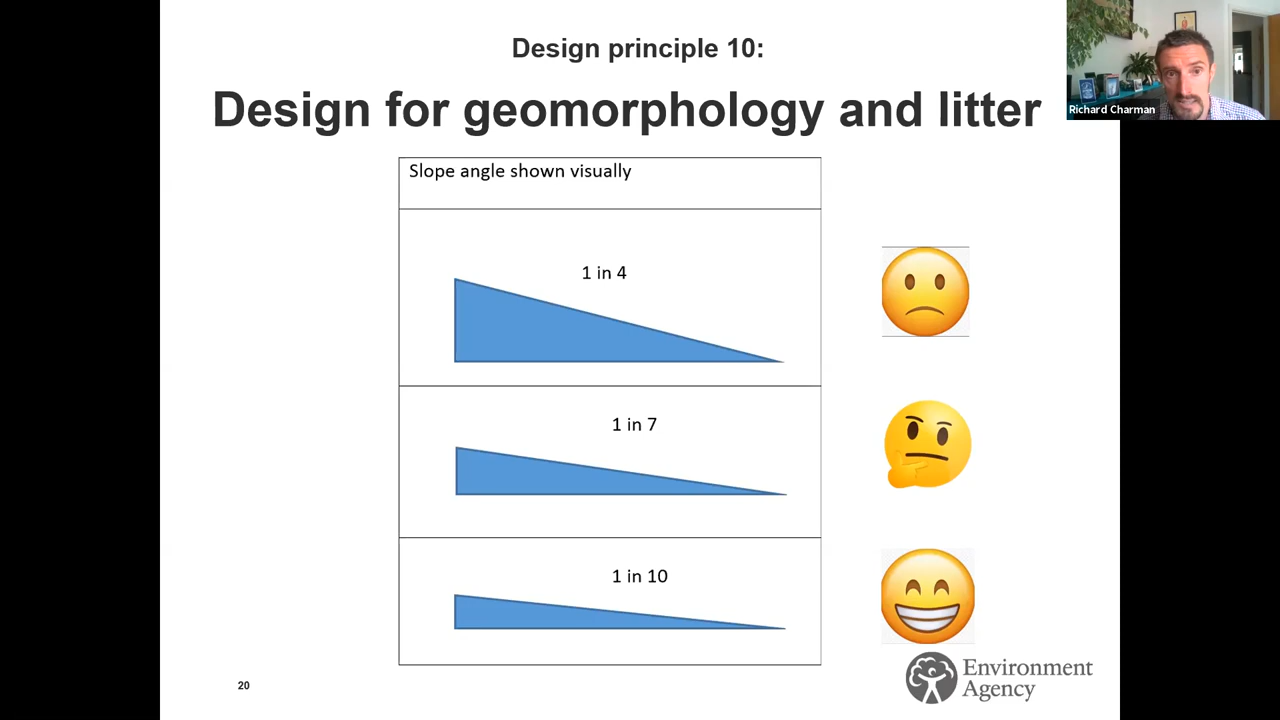 Design principle 10:
Design for geomorphology and litter
Richard Charman
Slope angle shown visually
1 in 4
1 in 7
1 in 10
20
Environment
Agency